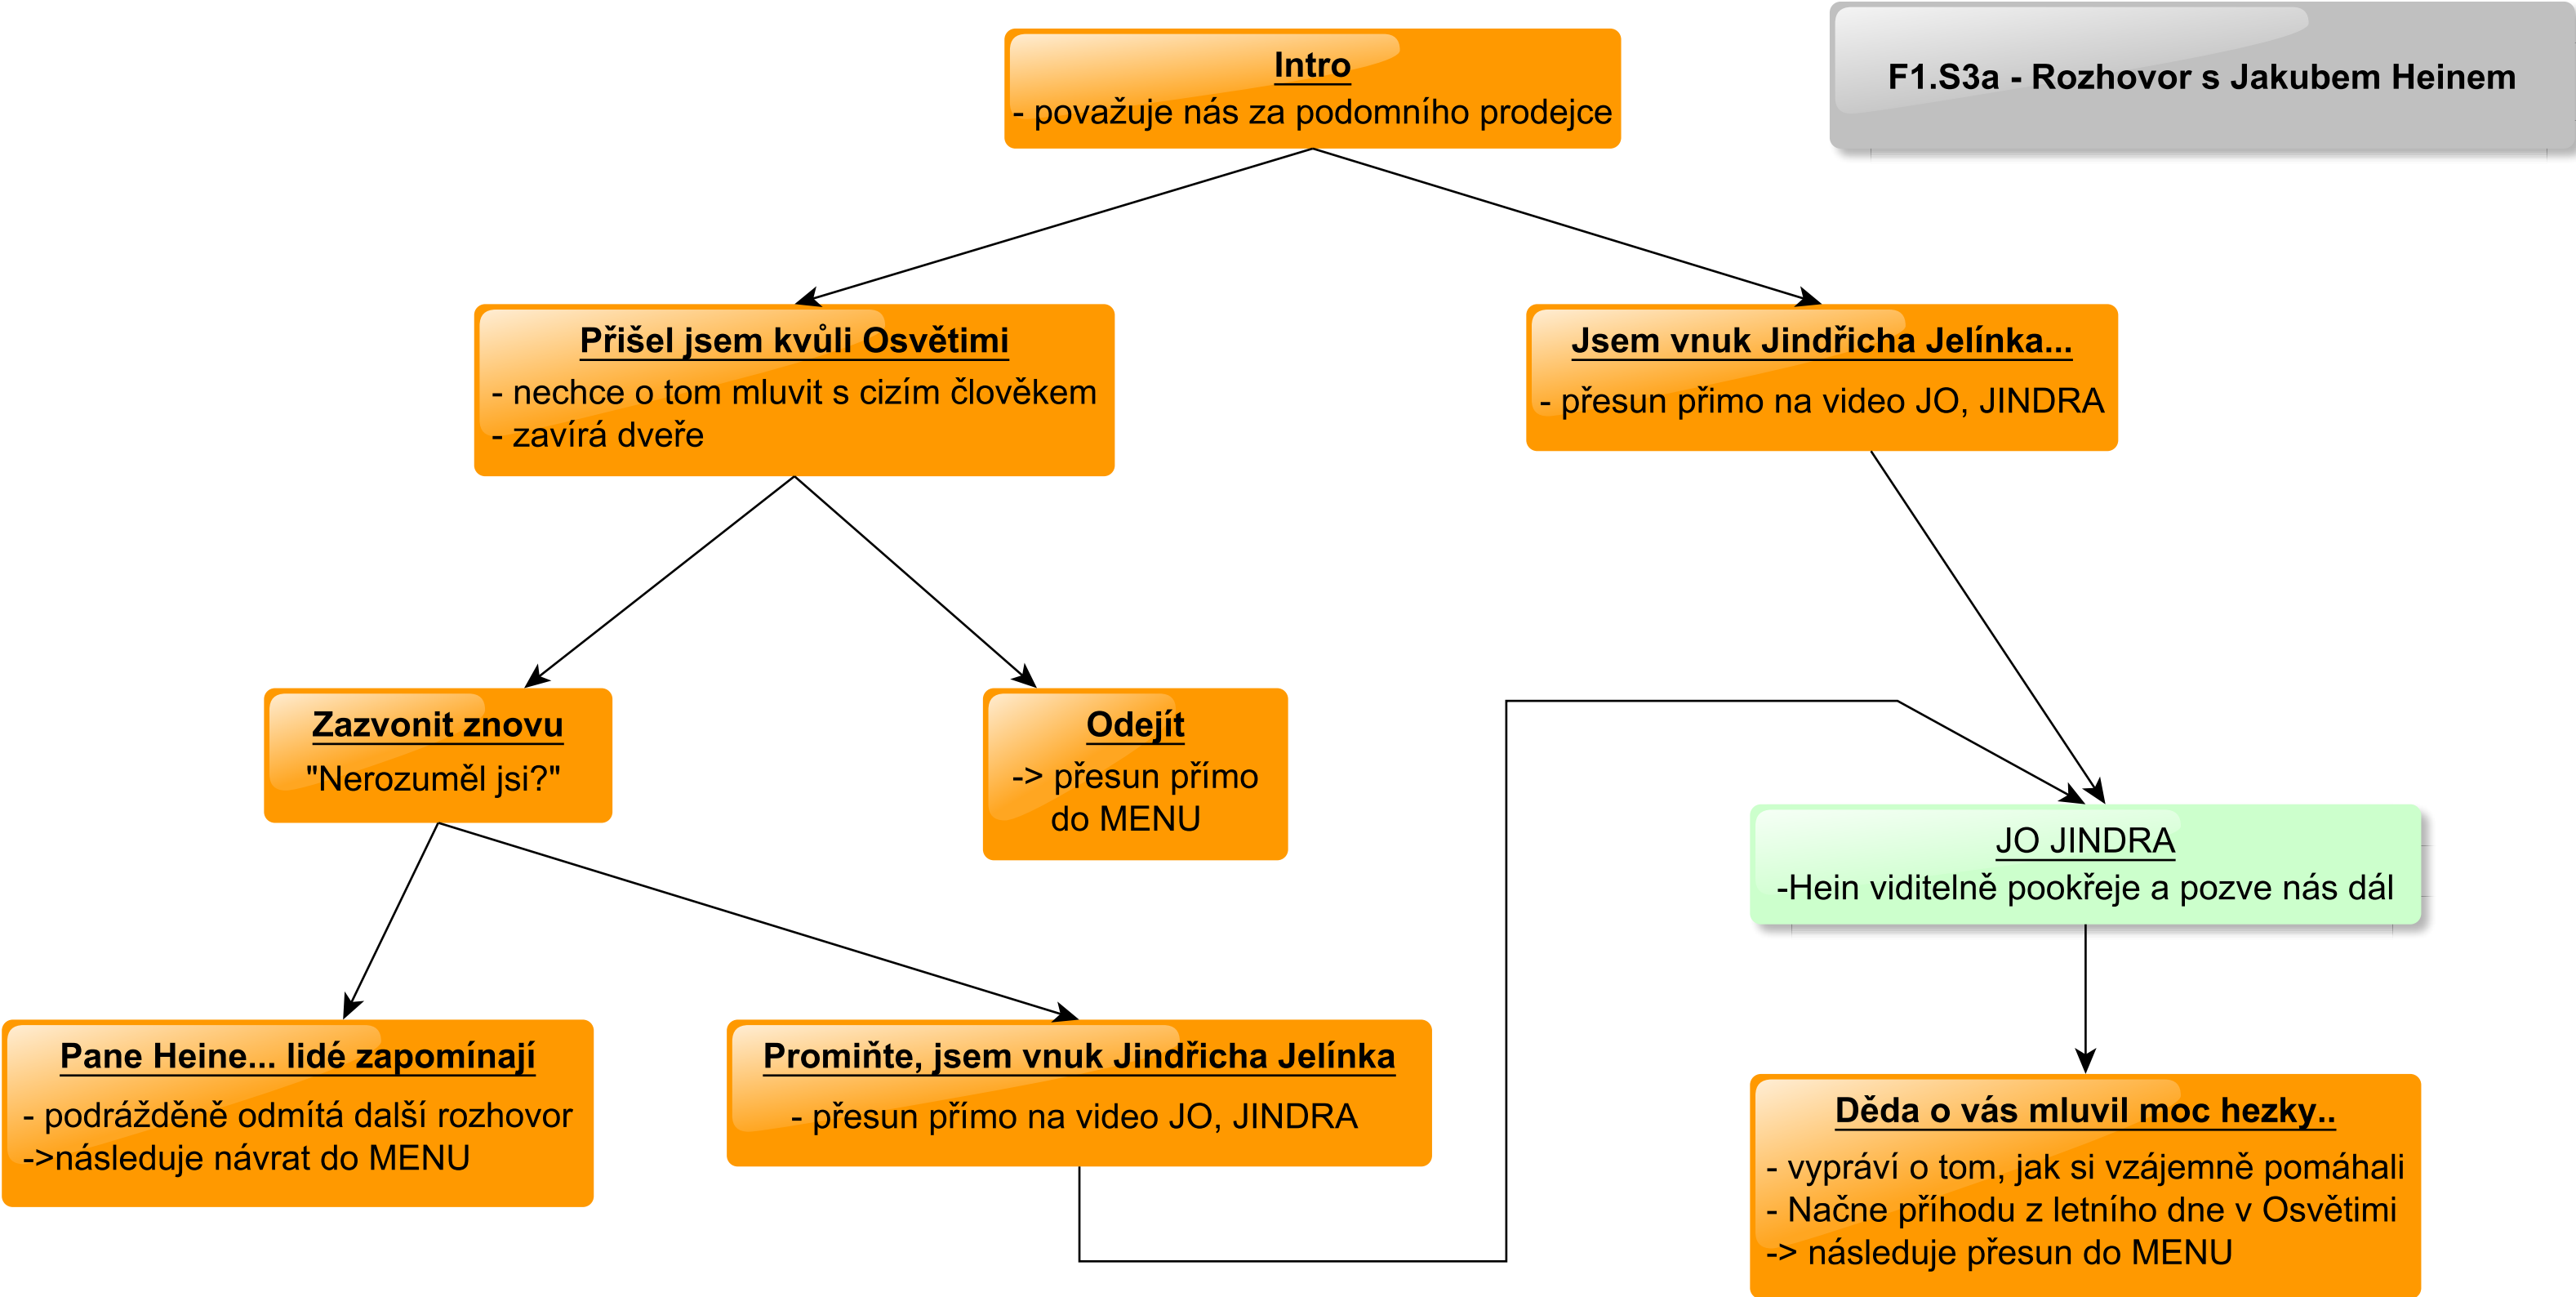 Intro
- považuje nás za podomního prodejce
F1.S3a - Rozhovor s Jakubem Heinem
Přišel jsem kvůli Osvětimi
- nechce o tom mluvit s cizím člověkem
- zavírá dveře
Jsem vnuk Jindřicha Jelínka...
- přesun přimo na video JO, JINDRA
Zazvonit znovu
"Nerozuměl jsi?"
Odejít
-> přesun přímo
do MENU
JO JINDRA
-Hein viditelně pookřeje a pozve nás dál
Pane Heine... lidé zapomínají
- podrážděně odmítá další rozhovor
->následuje návrat do MENU
Promiňte, jsem vnuk Jindřicha Jelínka
- přesun přímo na video JO, JINDRA
Děda o vás mluvil moc hezky..
- vypráví o tom, jak si vzájemně pomáhali
- Načne příhodu z letního dne v Osvětimi
-> následuje přesun do MENU